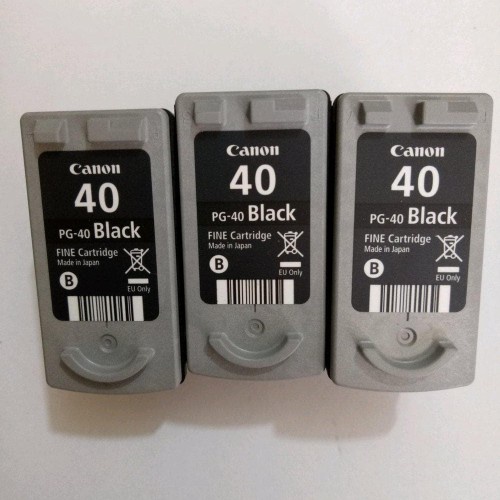 Canon
40
PG-40 Black
FINE Cartridge
Made in Japan
B
EU Only
Canon
40
PG-40 Black
FINE Cartridge
Made in Japan
B
EU Only
Canon
40
PG-40 Black
FINE Cartridge
Made in Japan
B
EU Only